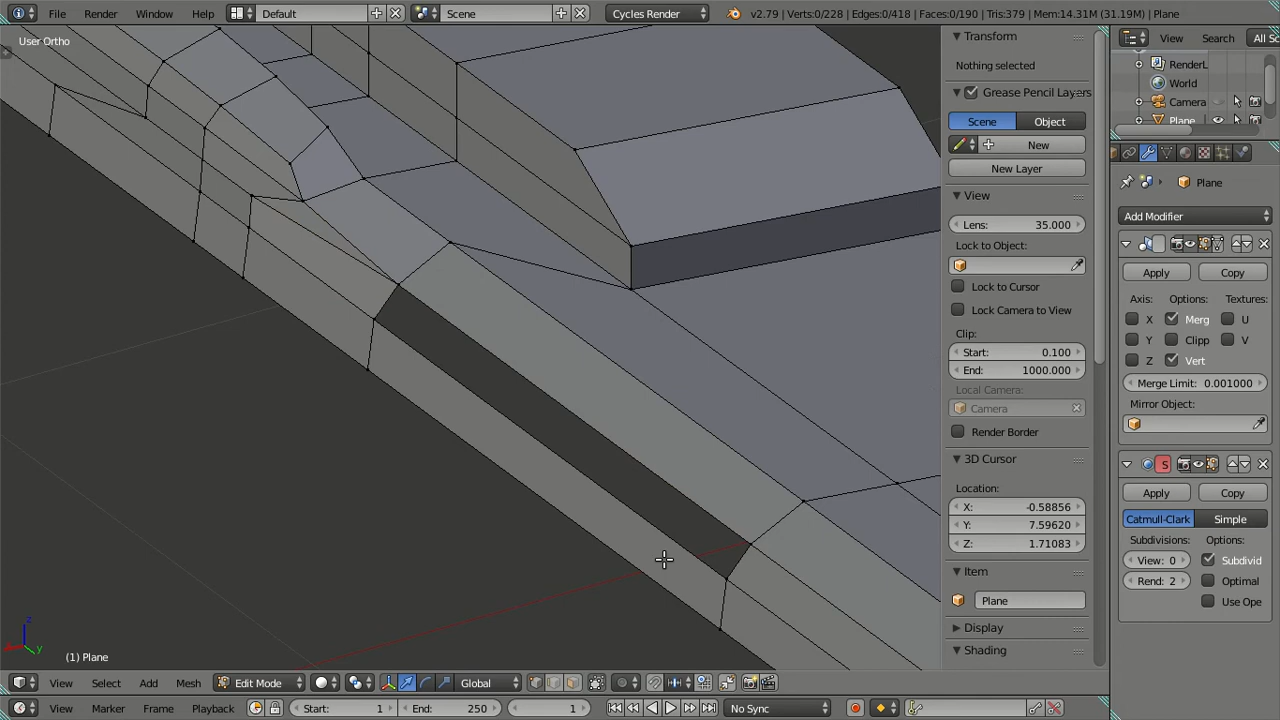 File Render Window Help Default Scene Cycles Render v2.79 | Verts:0/228 | Edges:0/418 | Faces:0/190 | Tris:379 | Mem:14.31M (31.19M) | Plane
User Ortho
Transform
Nothing selected
Grease Pencil Layers
Scene Object
New
New Layer
View
Lens: 35.000
Lock to Object:
Lock to Cursor
Lock Camera to View
Clip:
Start: 0.100
End: 1000.000
Local Camera:
Camera
Render Border
3D Cursor
Location:
X: -0.58856
Y: 7.59620
Z: 1.71083
Item
Plane
Display
Shading
View Search All Sc
RenderL
World
Camera
Plane
Plane
Add Modifier
Apply Copy
Axis: Options: Textures:
X Merg U
Y Clipp V
Z Vert
Merge Limit: 0.001000
Mirror Object:
S
Apply Copy
Catmull-Clark Simple
Subdivisions: Options:
View: 0 Subdivid
Rend: 2 Optimal
Use Ope
z
y
(1) Plane
View Select Add Mesh Edit Mode Global
View Marker Frame Playback Start: 1 End: 250 1 No Sync